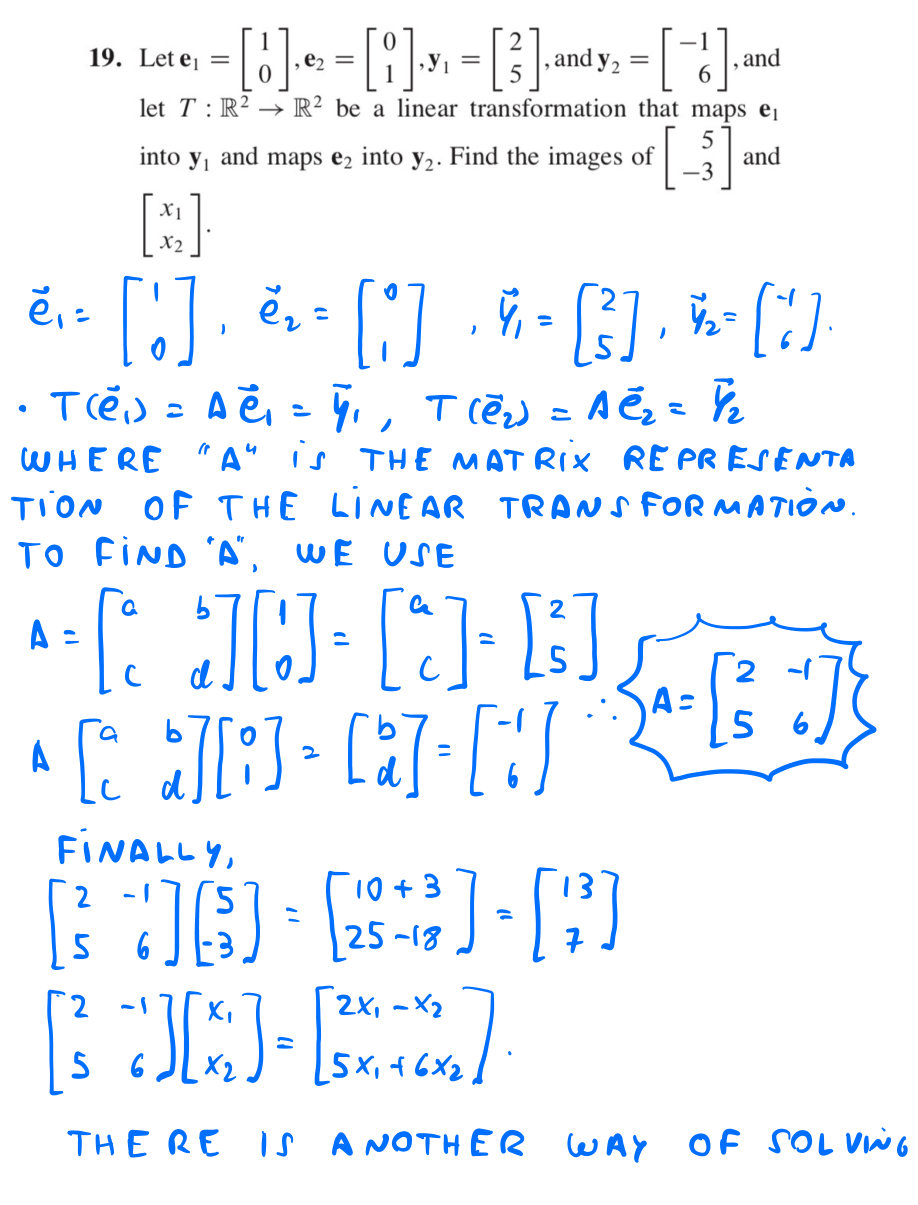 19. Let e₁ = [1; 0], e₂ = [0; 1], y₁ = [2; 5], and y₂ = [-1; 6], and
let T : ℝ² → ℝ² be a linear transformation that maps e₁
into y₁ and maps e₂ into y₂. Find the images of [5; -3] and
[x₁; x₂].
e⃗₁ = [1; 0], e⃗₂ = [0; 1], y⃗₁ = [2; 5], y⃗₂ = [-1; 6].
• T(e⃗₁) = A e⃗₁ = y⃗₁, T(e⃗₂) = A e⃗₂ = y⃗₂
WHERE "A" iS THE MATRIX REPRESENTA
TION OF THE LINEAR TRANSFORMATION.
TO FIND "A", WE USE
A = [a b; c d][1; 0] = [a; c] = [2; 5]
A [a b; c d][0; 1] = [b; d] = [-1; 6] ∴ A = [2 -1; 5 6]
FINALLY,
[2 -1; 5 6][5; -3] = [10 + 3; 25 - 18] = [13; 7]
[2 -1; 5 6][x₁; x₂] = [2x₁ - x₂; 5x₁ + 6x₂].
THERE IS ANOTHER WAY OF SOLVING